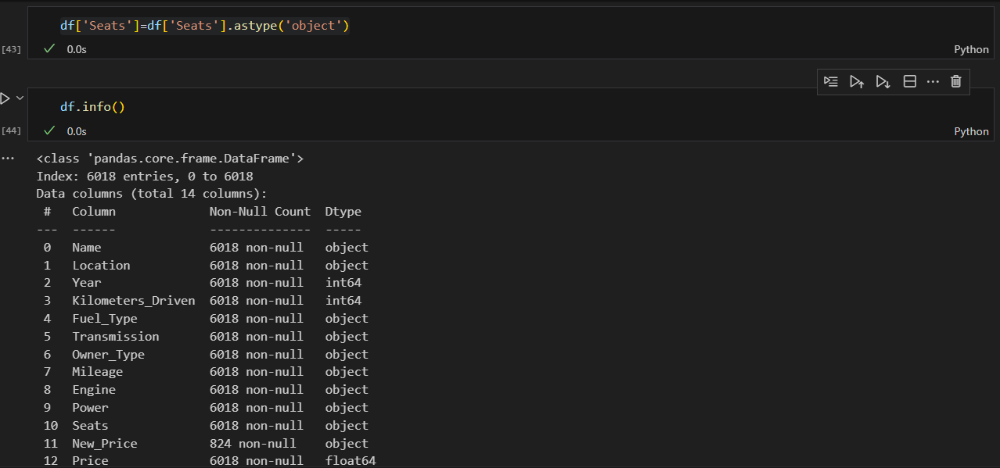 df['Seats']=df['Seats'].astype('object')
[43]
0.0s
Python
df.info()
[44]
0.0s
Python
<class 'pandas.core.frame.DataFrame'>
Index: 6018 entries, 0 to 6018
Data columns (total 14 columns):
 #   Column             Non-Null Count  Dtype
---  ------             --------------  -----
 0   Name               6018 non-null   object
 1   Location           6018 non-null   object
 2   Year               6018 non-null   int64
 3   Kilometers_Driven  6018 non-null   int64
 4   Fuel_Type          6018 non-null   object
 5   Transmission       6018 non-null   object
 6   Owner_Type         6018 non-null   object
 7   Mileage            6018 non-null   object
 8   Engine             6018 non-null   object
 9   Power              6018 non-null   object
 10  Seats              6018 non-null   object
 11  New_Price          824 non-null    object
 12  Price              6018 non-null   float64